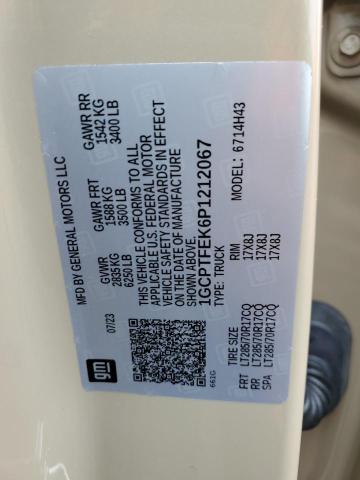 gm
MFD BY GENERAL MOTORS LLC
07/23
GVWR
2835 KG
6250 LB
GAWR FRT
1588 KG
3500 LB
GAWR RR
1542 KG
3400 LB
THIS VEHICLE CONFORMS TO ALL
APPLICABLE U.S. FEDERAL MOTOR
VEHICLE SAFETY STANDARDS IN EFFECT
ON THE DATE OF MANUFACTURE
SHOWN ABOVE.
1GCPTFEK6P1212067
TYPE: TRUCK
MODEL: 6714H43
661G
TIRE SIZE
RIM
FRT LT285/70R17CQ 17X8J
RR LT285/70R17CQ 17X8J
SPA LT285/70R17CQ 17X8J